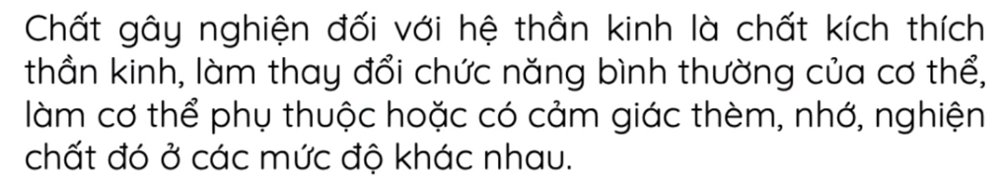 Chất gây nghiện đối với hệ thần kinh là chất kích thích
thần kinh, làm thay đổi chức năng bình thường của cơ thể,
làm cơ thể phụ thuộc hoặc có cảm giác thèm, nhớ, nghiện
chất đó ở các mức độ khác nhau.